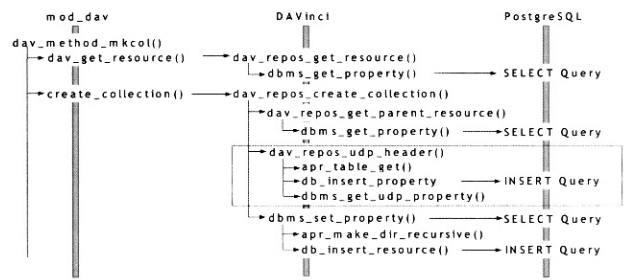 mod_dav DAVinci PostgreSQL
dav_method_mkcol()
dav_get_resource() dav_repos_get_resource()
dbms_get_property() SELECT Query
create_collection() dav_repos_create_collection()
dav_repos_get_parent_resource()
dbms_get_property() SELECT Query
dav_repos_udp_header()
apr_table_get()
db_insert_property INSERT Query
dbms_get_udp_property()
dbms_set_property() SELECT Query
apr_make_dir_recursive()
db_insert_resource() INSERT Query